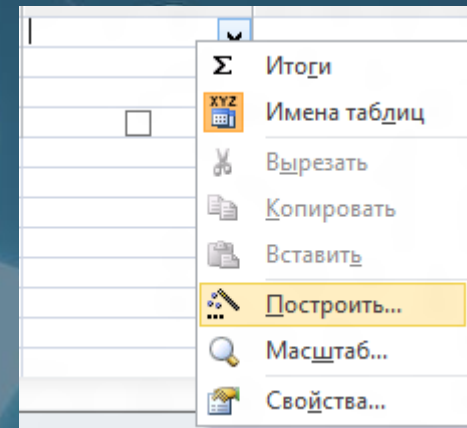 Σ Итоги
XYZ Имена таблиц
Вырезать
Копировать
Вставить
Построить...
Масштаб...
Свойства...